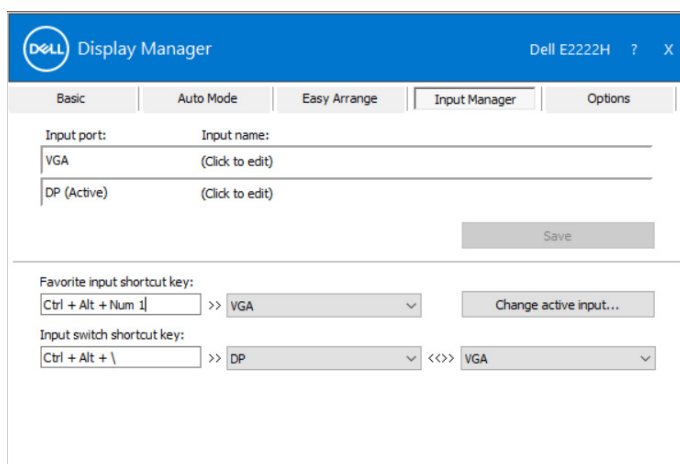 DELL Display Manager Dell E2222H ? X
Basic Auto Mode Easy Arrange Input Manager Options
Input port: Input name:
VGA (Click to edit)
DP (Active) (Click to edit)
Save
Favorite input shortcut key:
Ctrl + Alt + Num 1 >> VGA Change active input...
Input switch shortcut key:
Ctrl + Alt + \ >> DP <<>> VGA